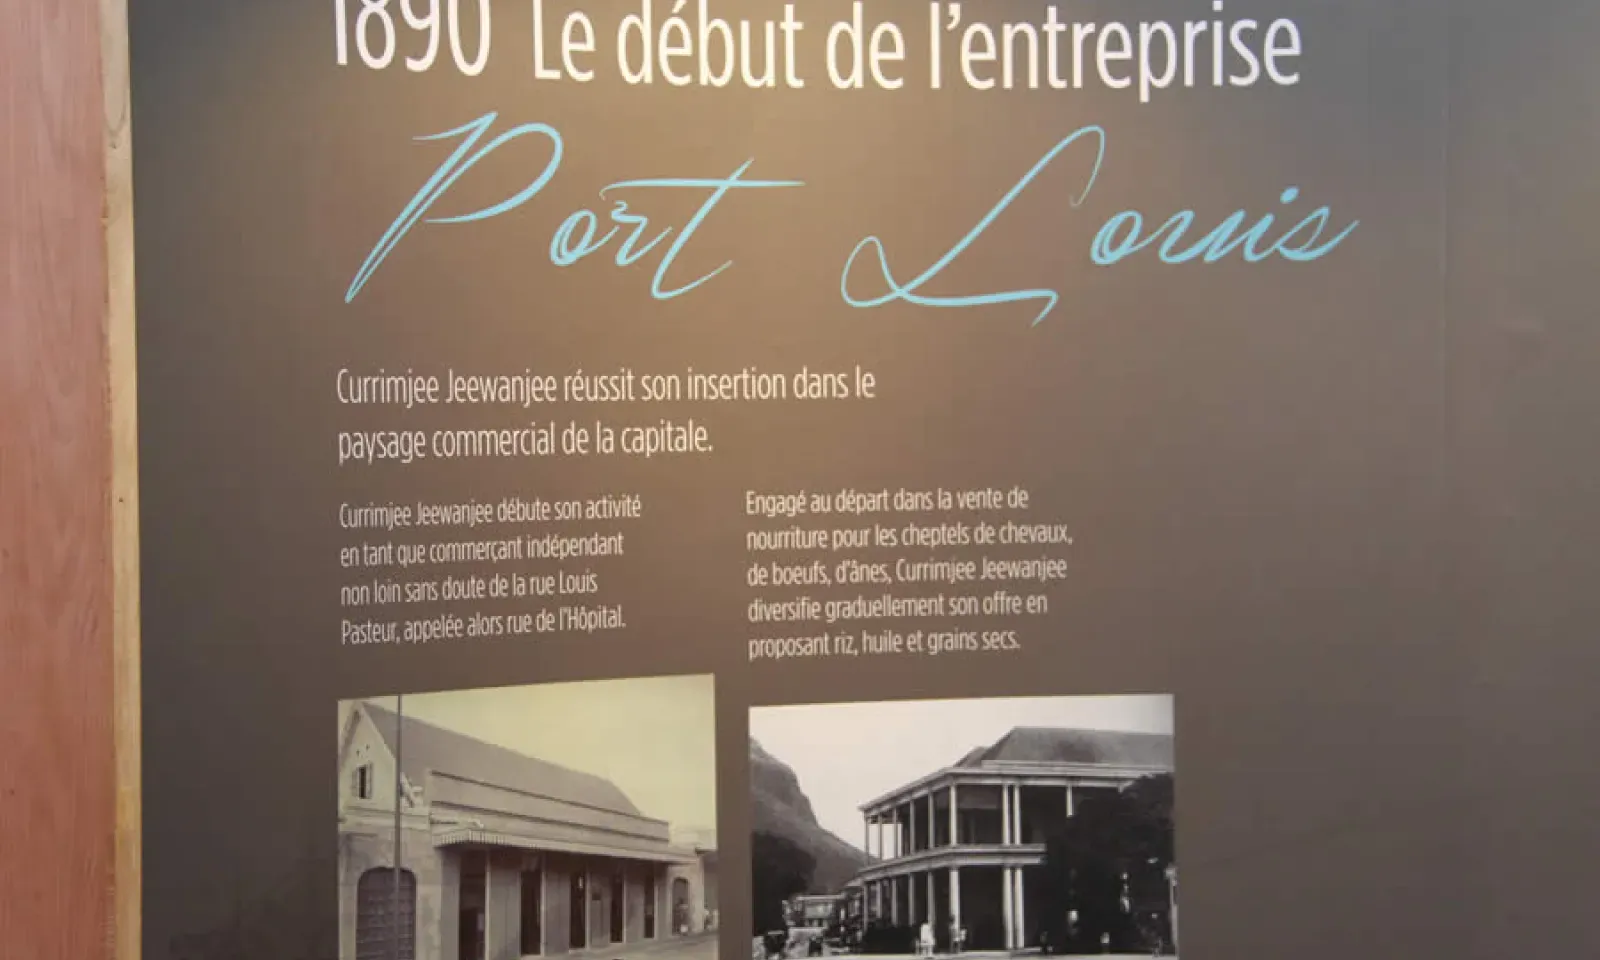 1890 Le début de l'entreprise
Port Louis
Currimjee Jeewanjee réussit son insertion dans le
paysage commercial de la capitale.
Currimjee Jeewanjee débute son activité
en tant que commerçant indépendant
non loin sans doute de la rue Louis
Pasteur, appelée alors rue de l'Hôpital.
Engagé au départ dans la vente de
nourriture pour les cheptels de chevaux,
de boeufs, d'ânes, Currimjee Jeewanjee
diversifie graduellement son offre en
proposant riz, huile et grains secs.